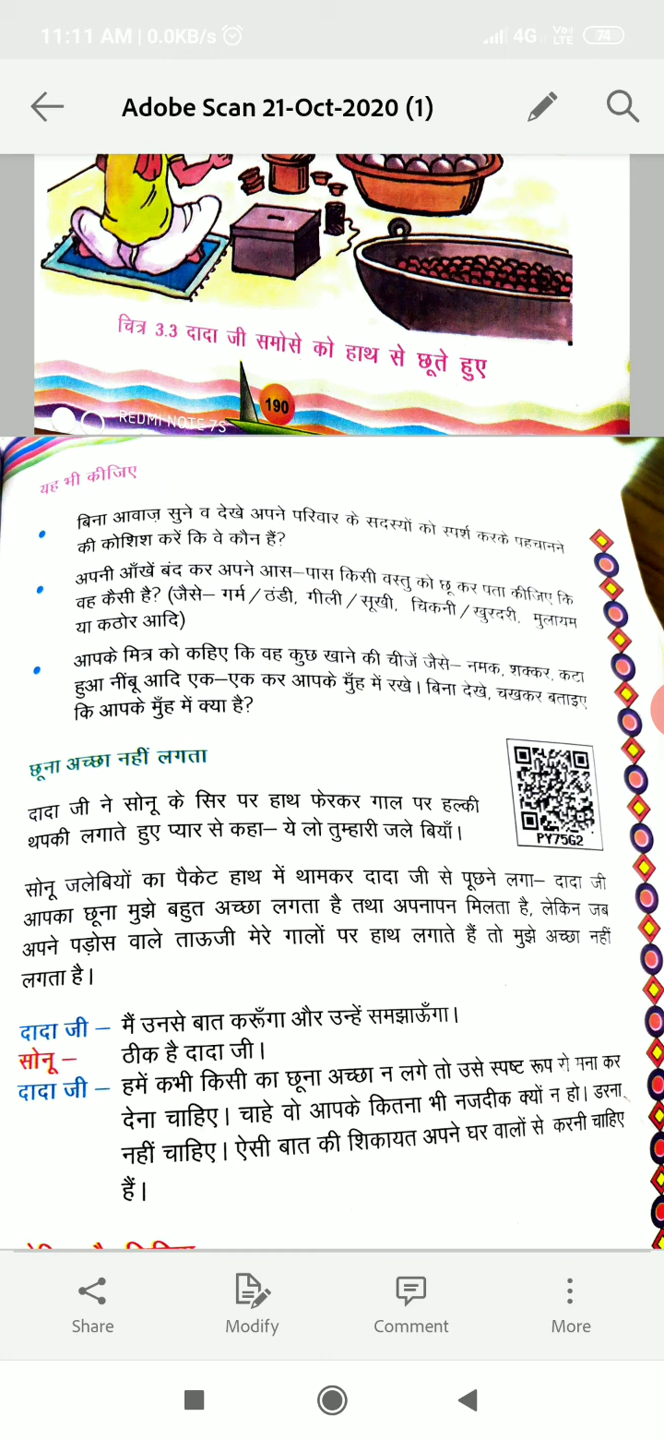 11:11 AM | 0.0KB/s
4G
Vo)
LTE
74
Adobe Scan 21-Oct-2020 (1)
चित्र 3.3 दादा जी समोसे को हाथ से छूते हुए
190
REDMI NOTE 7S
यह भी कीजिए
• बिना आवाज़ सुने व देखे अपने परिवार के सदस्यों को स्पर्श करके पहचानने
की कोशिश करें कि वे कौन हैं?
• अपनी आँखें बंद कर अपने आस–पास किसी वस्तु को छू कर पता कीजिए कि
वह कैसी है? (जैसे– गर्म/ठंडी, गीली/सूखी, चिकनी/खुरदरी, मुलायम
या कठोर आदि)
• आपके मित्र को कहिए कि वह कुछ खाने की चीजें जैसे– नमक, शक्कर, कटा
हुआ नींबू आदि एक–एक कर आपके मुँह में रखे। बिना देखे, चखकर बताइए
कि आपके मुँह में क्या है?
छूना अच्छा नहीं लगता
दादा जी ने सोनू के सिर पर हाथ फेरकर गाल पर हल्की
थपकी लगाते हुए प्यार से कहा– ये लो तुम्हारी जले बियाँ।
PY75G2
सोनू जलेबियों का पैकेट हाथ में थामकर दादा जी से पूछने लगा– दादा जी
आपका छूना मुझे बहुत अच्छा लगता है तथा अपनापन मिलता है, लेकिन जब
अपने पड़ोस वाले ताऊजी मेरे गालों पर हाथ लगाते हैं तो मुझे अच्छा नहीं
लगता है।
दादा जी – मैं उनसे बात करूँगा और उन्हें समझाऊँगा।
सोनू – ठीक है दादा जी।
दादा जी – हमें कभी किसी का छूना अच्छा न लगे तो उसे स्पष्ट रूप से मना कर
देना चाहिए। चाहे वो आपके कितना भी नजदीक क्यों न हो। डरना
नहीं चाहिए। ऐसी बात की शिकायत अपने घर वालों से करनी चाहिए
हैं।
Share
Modify
Comment
More